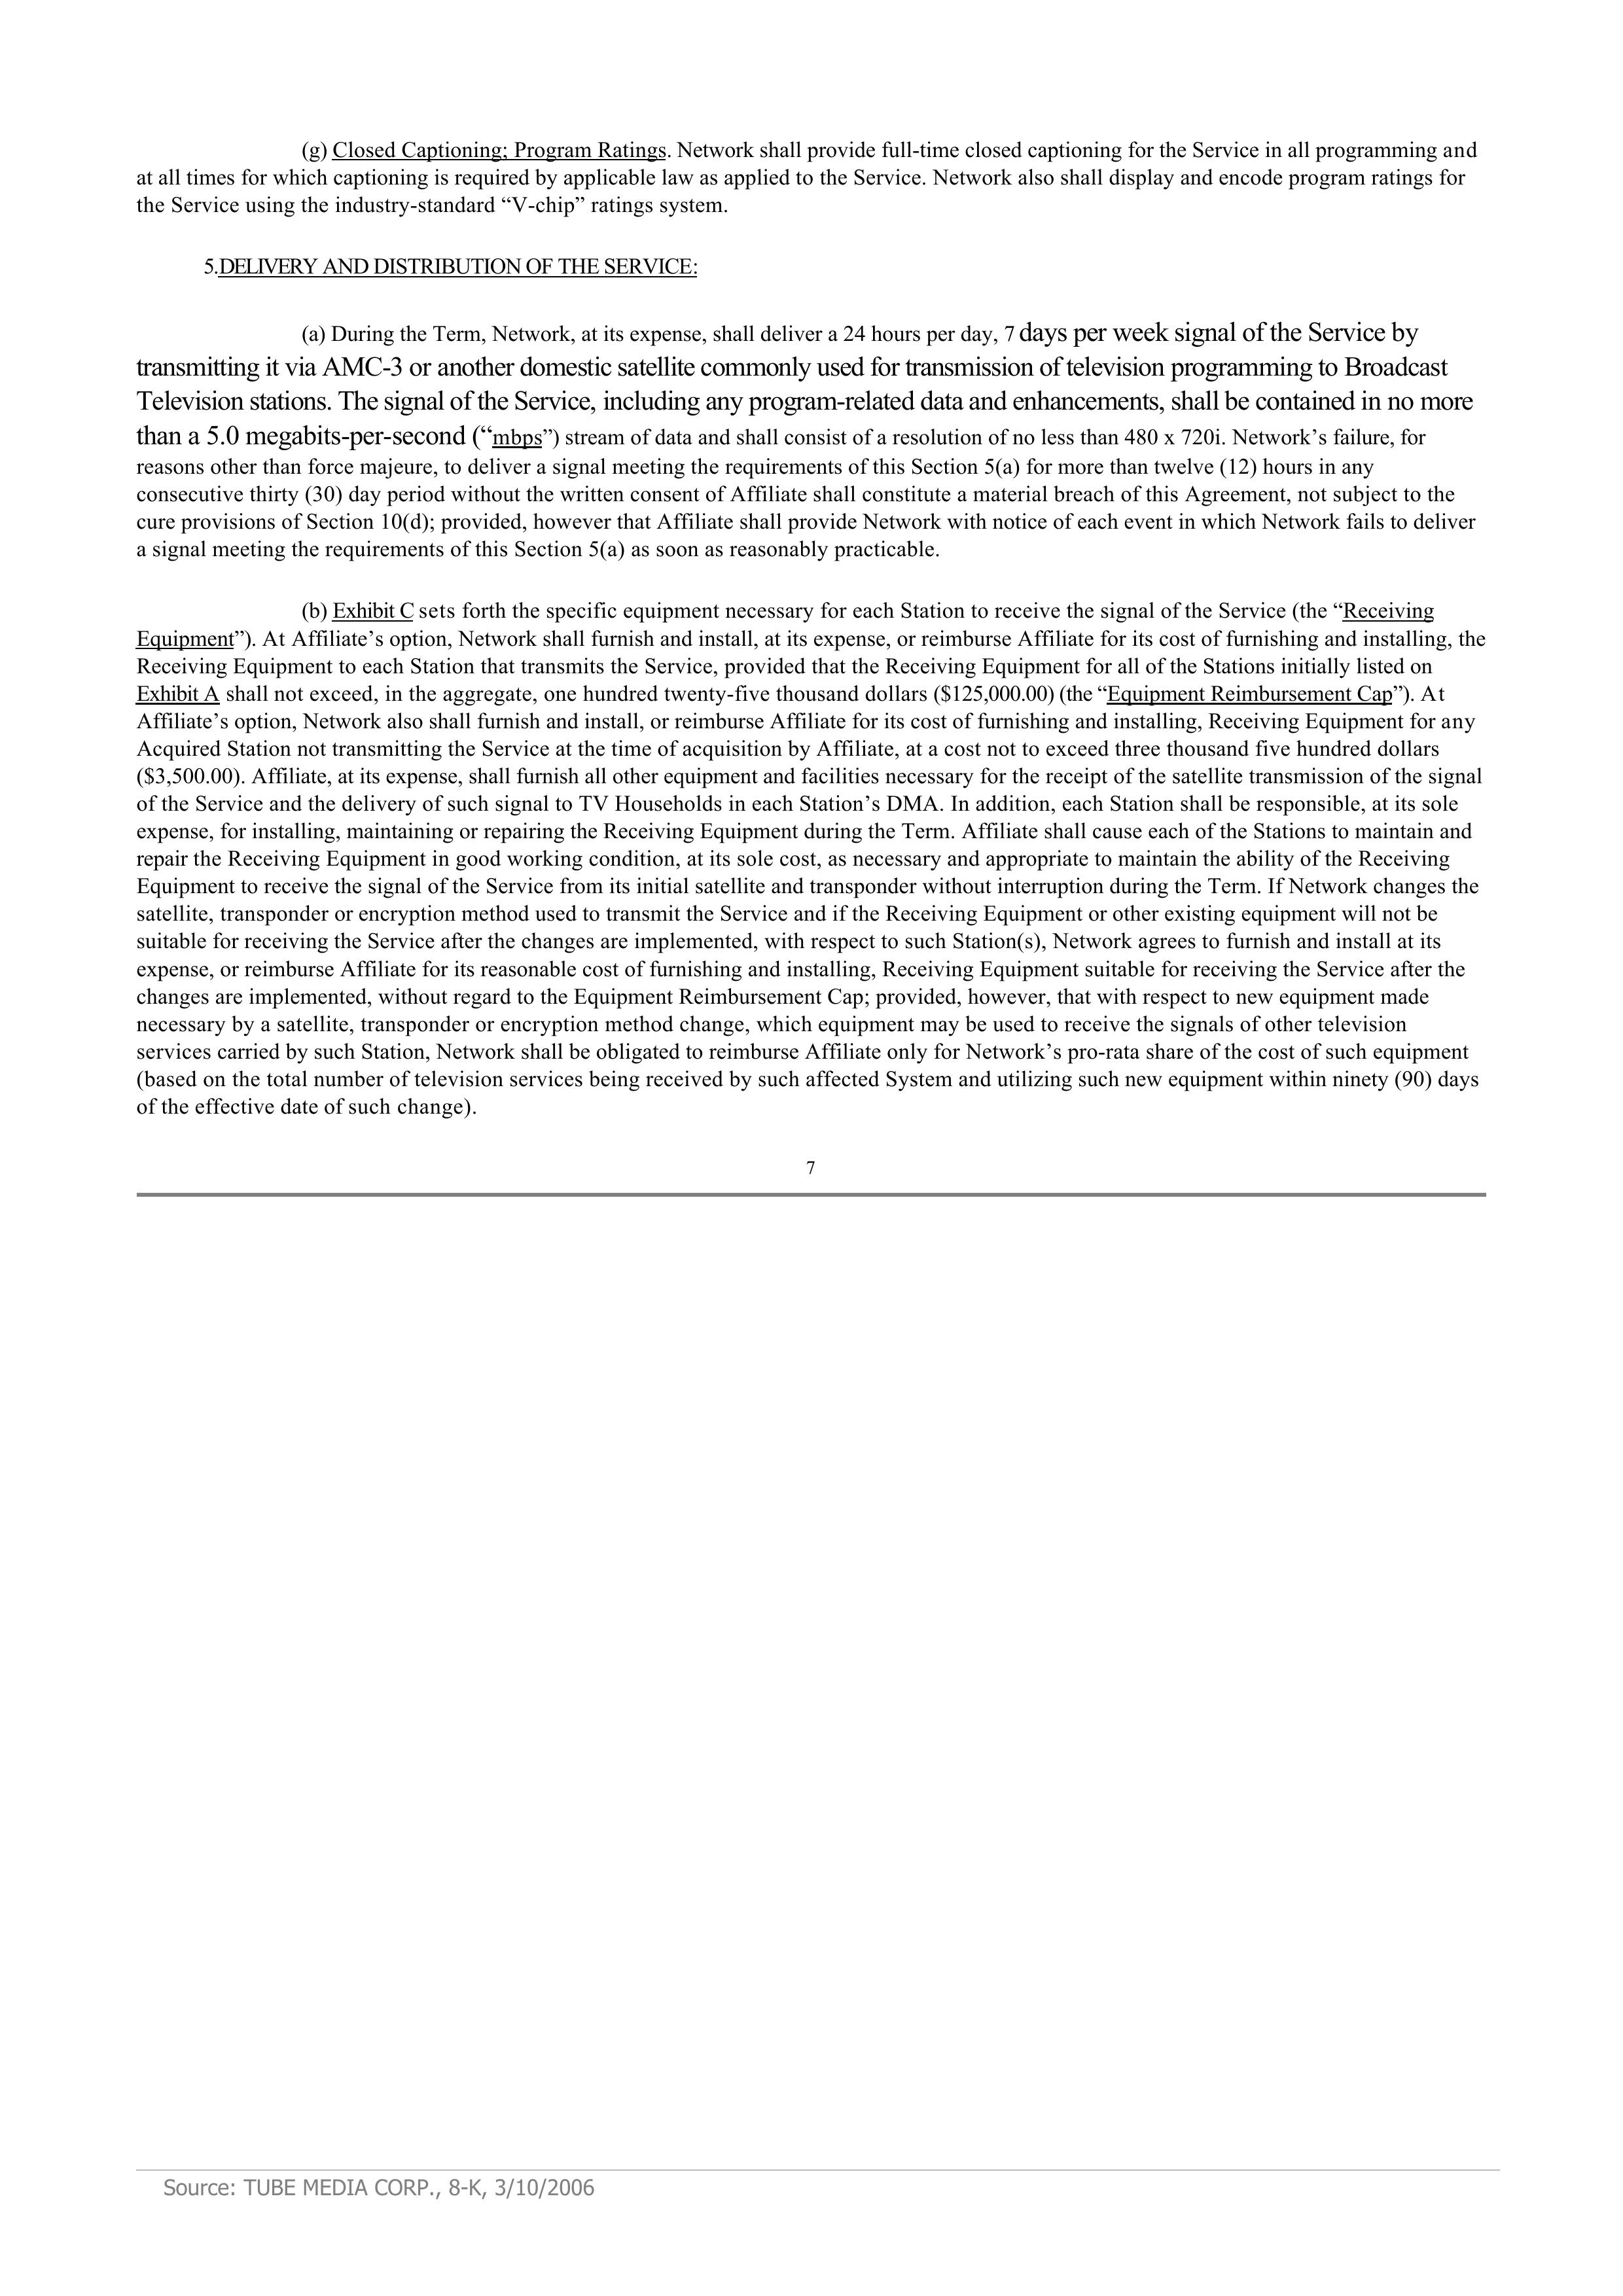 (g) Closed Captioning; Program Ratings. Network shall provide full-time closed captioning for the Service in all programming and
at all times for which captioning is required by applicable law as applied to the Service. Network also shall display and encode program ratings for
the Service using the industry-standard “V-chip” ratings system.
5.DELIVERY AND DISTRIBUTION OF THE SERVICE:
(a) During the Term, Network, at its expense, shall deliver a 24 hours per day, 7 days per week signal of the Service by
transmitting it via AMC-3 or another domestic satellite commonly used for transmission of television programming to Broadcast
Television stations. The signal of the Service, including any program-related data and enhancements, shall be contained in no more
than a 5.0 megabits-per-second (“mbps”) stream of data and shall consist of a resolution of no less than 480 x 720i. Network’s failure, for
reasons other than force majeure, to deliver a signal meeting the requirements of this Section 5(a) for more than twelve (12) hours in any
consecutive thirty (30) day period without the written consent of Affiliate shall constitute a material breach of this Agreement, not subject to the
cure provisions of Section 10(d); provided, however that Affiliate shall provide Network with notice of each event in which Network fails to deliver
a signal meeting the requirements of this Section 5(a) as soon as reasonably practicable.
(b) Exhibit C sets forth the specific equipment necessary for each Station to receive the signal of the Service (the “Receiving
Equipment”). At Affiliate’s option, Network shall furnish and install, at its expense, or reimburse Affiliate for its cost of furnishing and installing, the
Receiving Equipment to each Station that transmits the Service, provided that the Receiving Equipment for all of the Stations initially listed on
Exhibit A shall not exceed, in the aggregate, one hundred twenty-five thousand dollars ($125,000.00) (the “Equipment Reimbursement Cap”). At
Affiliate’s option, Network also shall furnish and install, or reimburse Affiliate for its cost of furnishing and installing, Receiving Equipment for any
Acquired Station not transmitting the Service at the time of acquisition by Affiliate, at a cost not to exceed three thousand five hundred dollars
($3,500.00). Affiliate, at its expense, shall furnish all other equipment and facilities necessary for the receipt of the satellite transmission of the signal
of the Service and the delivery of such signal to TV Households in each Station’s DMA. In addition, each Station shall be responsible, at its sole
expense, for installing, maintaining or repairing the Receiving Equipment during the Term. Affiliate shall cause each of the Stations to maintain and
repair the Receiving Equipment in good working condition, at its sole cost, as necessary and appropriate to maintain the ability of the Receiving
Equipment to receive the signal of the Service from its initial satellite and transponder without interruption during the Term. If Network changes the
satellite, transponder or encryption method used to transmit the Service and if the Receiving Equipment or other existing equipment will not be
suitable for receiving the Service after the changes are implemented, with respect to such Station(s), Network agrees to furnish and install at its
expense, or reimburse Affiliate for its reasonable cost of furnishing and installing, Receiving Equipment suitable for receiving the Service after the
changes are implemented, without regard to the Equipment Reimbursement Cap; provided, however, that with respect to new equipment made
necessary by a satellite, transponder or encryption method change, which equipment may be used to receive the signals of other television
services carried by such Station, Network shall be obligated to reimburse Affiliate only for Network’s pro-rata share of the cost of such equipment
(based on the total number of television services being received by such affected System and utilizing such new equipment within ninety (90) days
of the effective date of such change).
7
Source: TUBE MEDIA CORP., 8-K, 3/10/2006